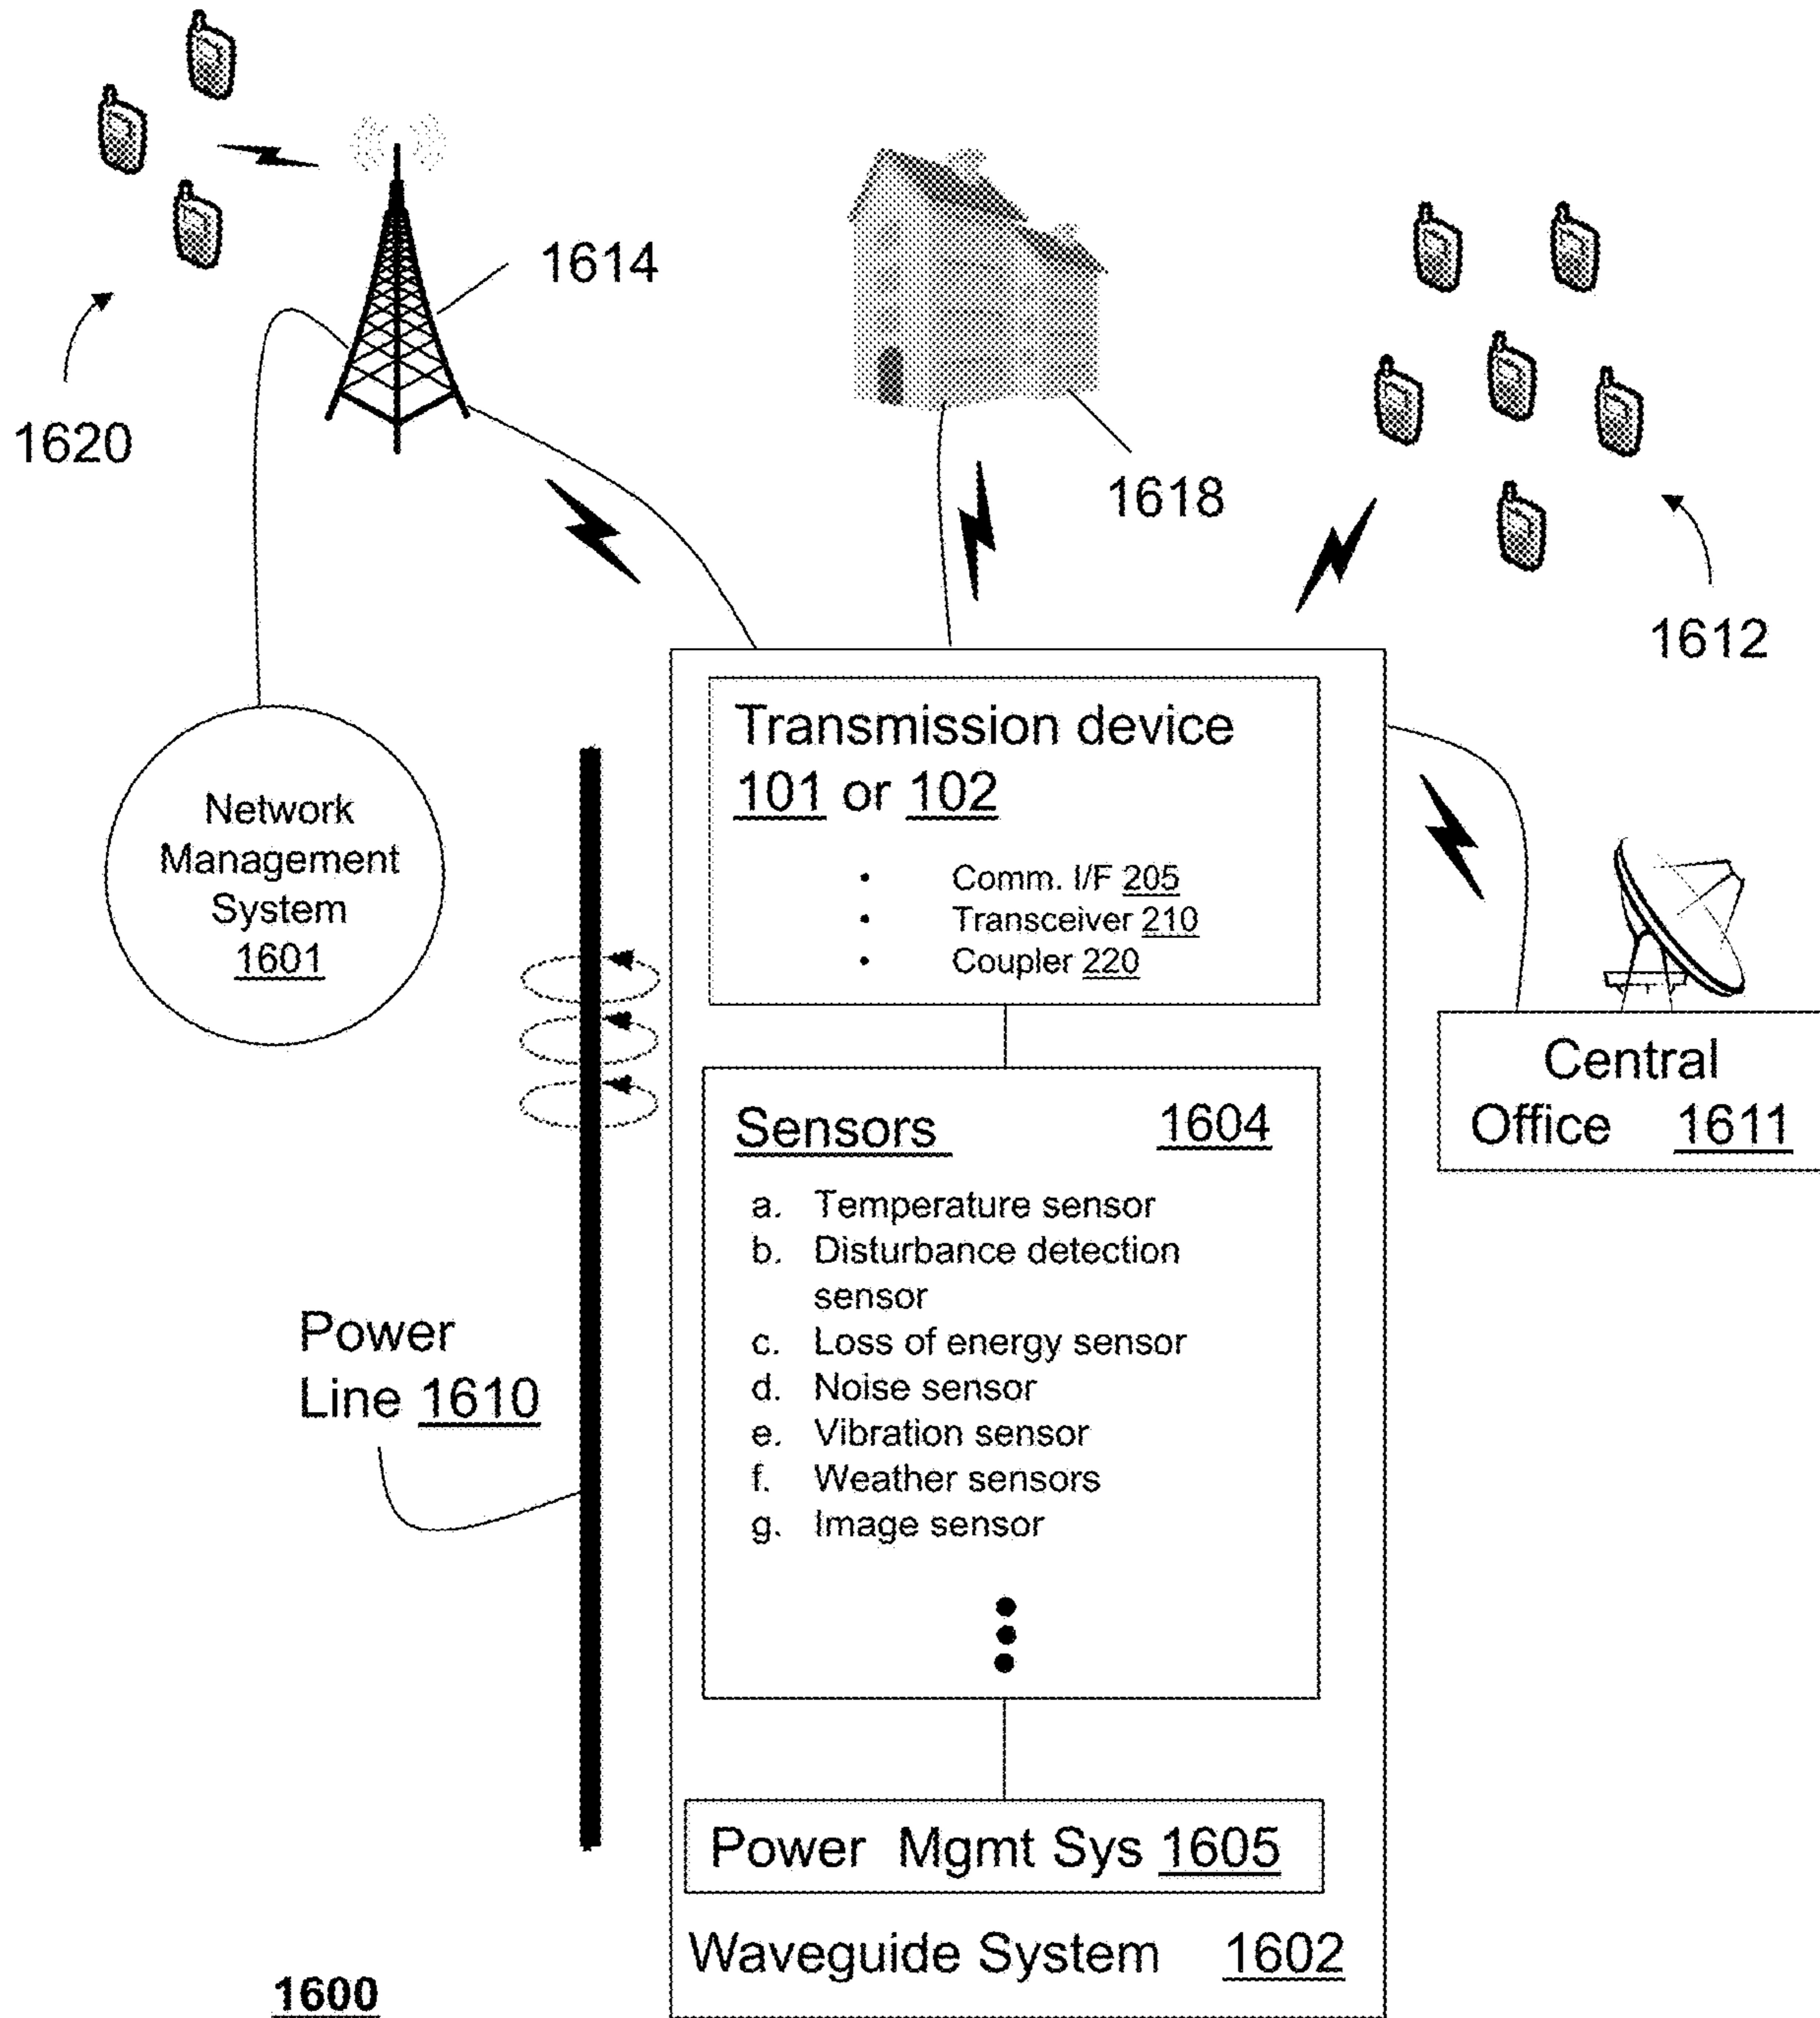 1614
1620
1618
1612
Network
Management
System
1601
Transmission device
101 or 102
• Comm. I/F 205
• Transceiver 210
• Coupler 220
Central
Office 1611
Sensors 1604
a. Temperature sensor
b. Disturbance detection
sensor
c. Loss of energy sensor
d. Noise sensor
e. Vibration sensor
f. Weather sensors
g. Image sensor
Power
Line 1610
Power Mgmt Sys 1605
Waveguide System 1602
1600